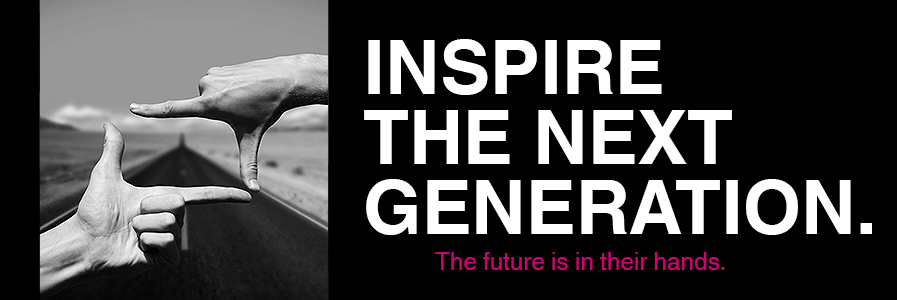 INSPIRE
THE NEXT
GENERATION.
The future is in their hands.